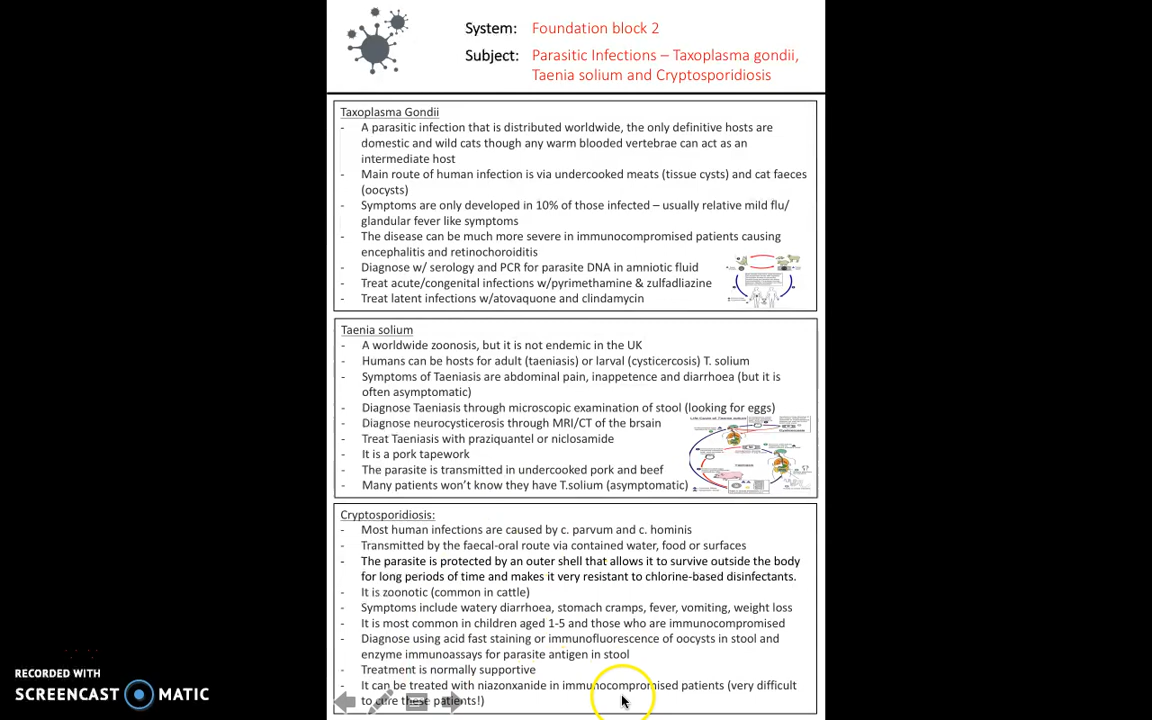 System: Foundation block 2
Subject: Parasitic Infections – Taxoplasma gondii,
Taenia solium and Cryptosporidiosis
Taxoplasma Gondii
- A parasitic infection that is distributed worldwide, the only definitive hosts are
domestic and wild cats though any warm blooded vertebrae can act as an
intermediate host
- Main route of human infection is via undercooked meats (tissue cysts) and cat faeces
(oocysts)
- Symptoms are only developed in 10% of those infected – usually relative mild flu/
glandular fever like symptoms
- The disease can be much more severe in immunocompromised patients causing
encephalitis and retinochoroiditis
- Diagnose w/ serology and PCR for parasite DNA in amniotic fluid
- Treat acute/congenital infections w/pyrimethamine & zulfadliazine
- Treat latent infections w/atovaquone and clindamycin
Taenia solium
- A worldwide zoonosis, but it is not endemic in the UK
- Humans can be hosts for adult (taeniasis) or larval (cysticercosis) T. solium
- Symptoms of Taeniasis are abdominal pain, inappetence and diarrhoea (but it is
often asymptomatic)
- Diagnose Taeniasis through microscopic examination of stool (looking for eggs)
- Diagnose neurocysticerosis through MRI/CT of the brsain
- Treat Taeniasis with praziquantel or niclosamide
- It is a pork tapework
- The parasite is transmitted in undercooked pork and beef
- Many patients won't know they have T.solium (asymptomatic)
Cryptosporidiosis:
- Most human infections are caused by c. parvum and c. hominis
- Transmitted by the faecal-oral route via contained water, food or surfaces
- The parasite is protected by an outer shell that allows it to survive outside the body
for long periods of time and makes it very resistant to chlorine-based disinfectants.
- It is zoonotic (common in cattle)
- Symptoms include watery diarrhoea, stomach cramps, fever, vomiting, weight loss
- It is most common in children aged 1-5 and those who are immunocompromised
- Diagnose using acid fast staining or immunofluorescence of oocysts in stool and
enzyme immunoassays for parasite antigen in stool
- Treatment is normally supportive
- It can be treated with niazonxanide in immunocompromised patients (very difficult
to cure these patients!)
RECORDED WITH
SCREENCAST MATIC